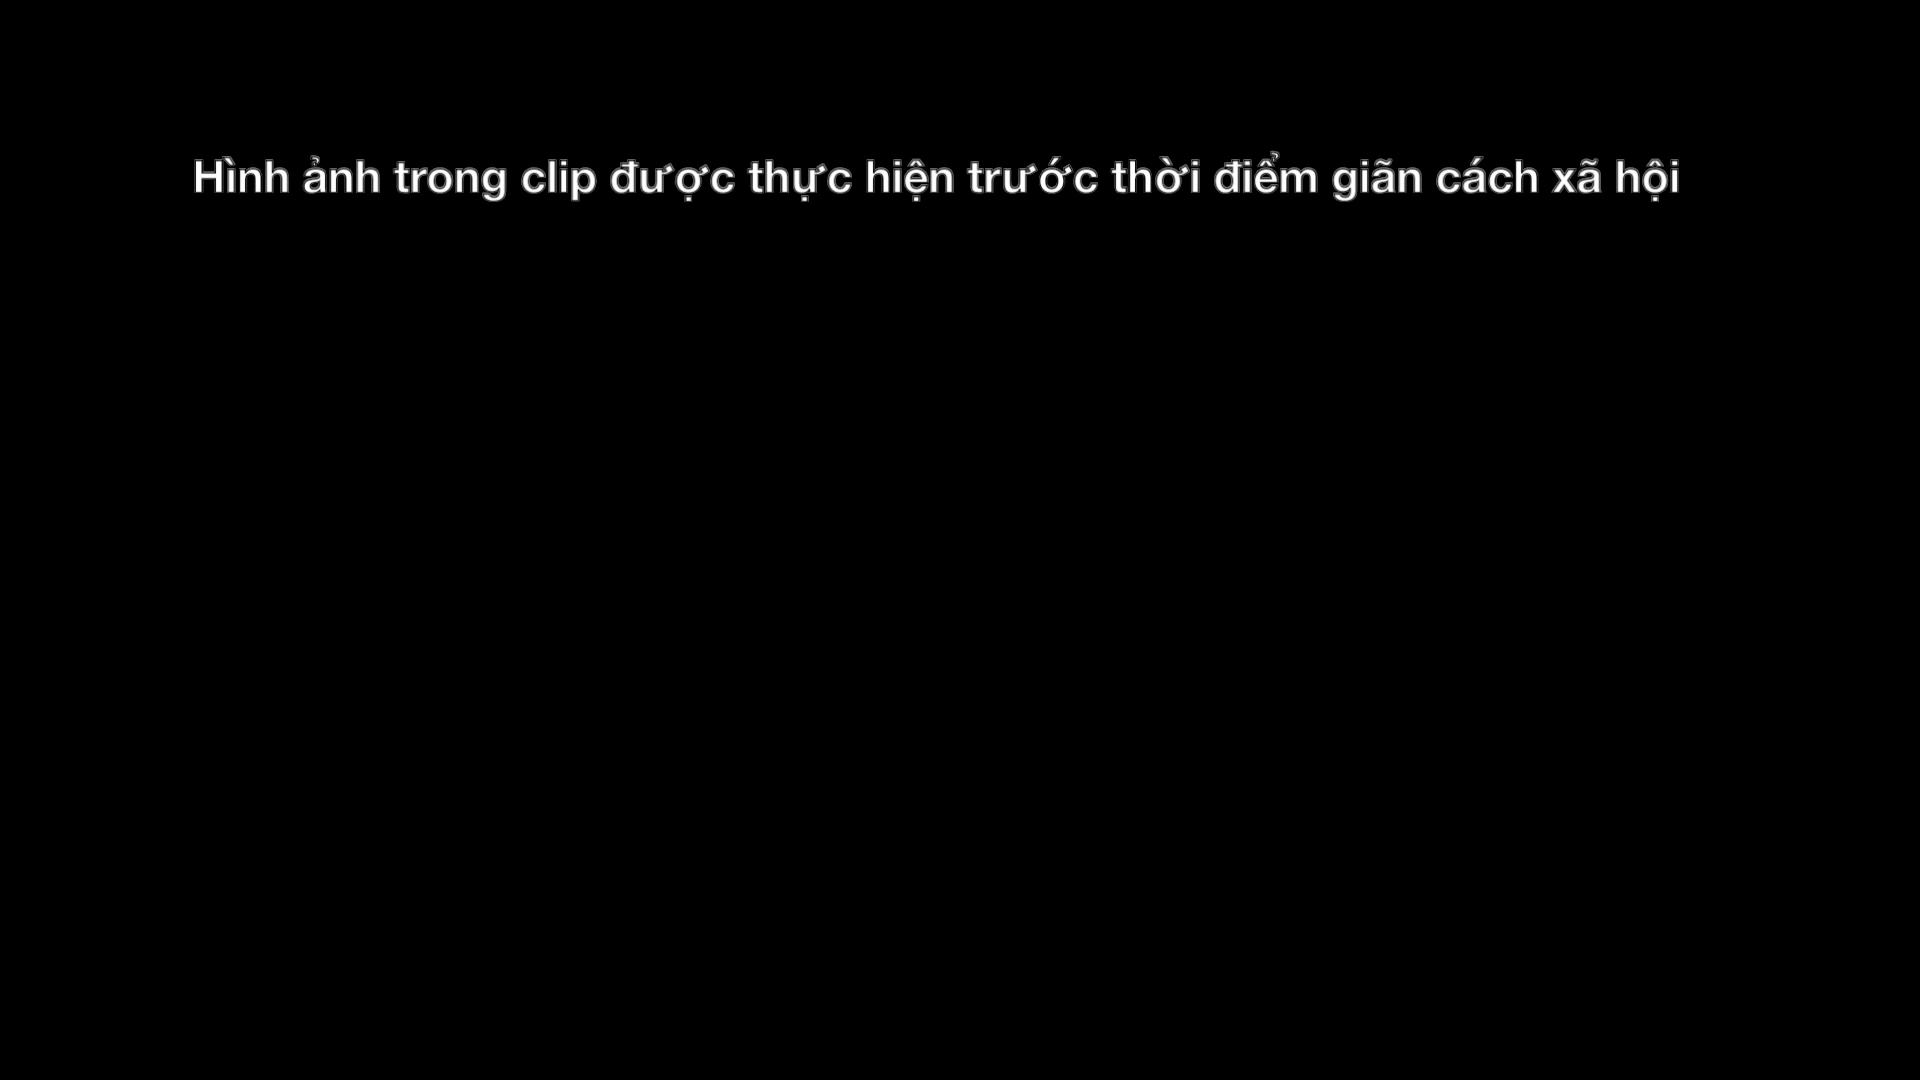 Hình ảnh trong clip được thực hiện trước thời điểm giãn cách xã hội